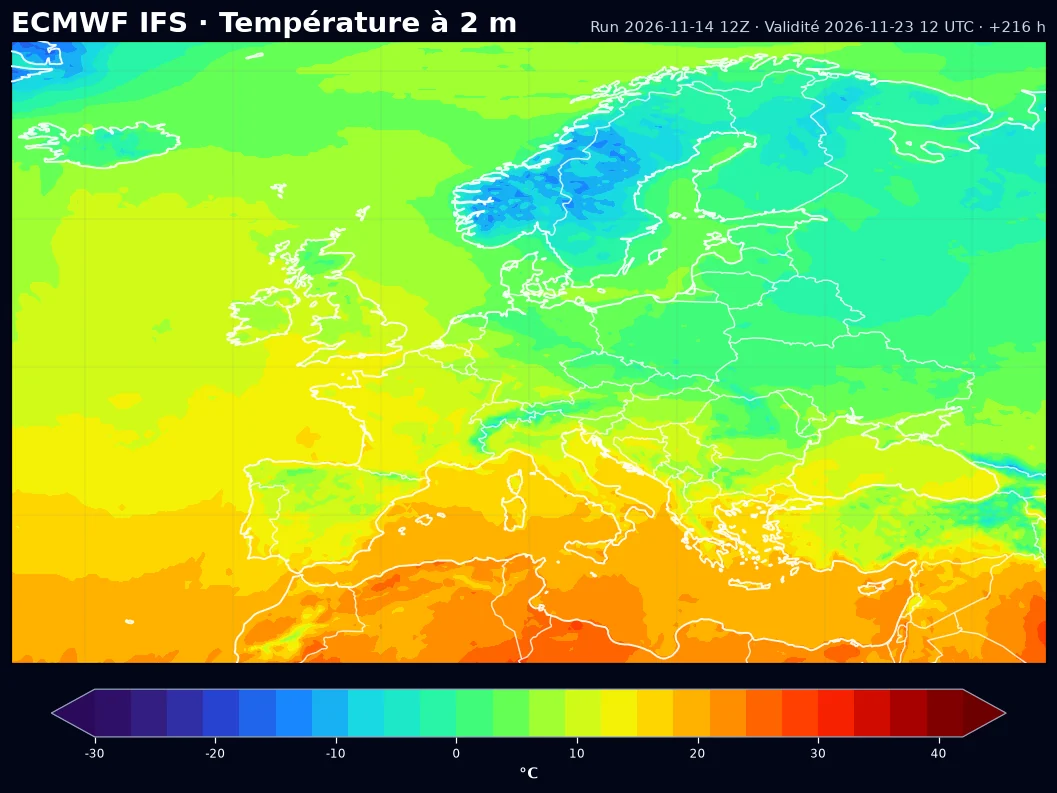 ECMWF IFS · Température à 2 m
Run 2026-11-14 12Z · Validité 2026-11-23 12 UTC · +216 h
-30 -20 -10 0 10 20 30 40
°C